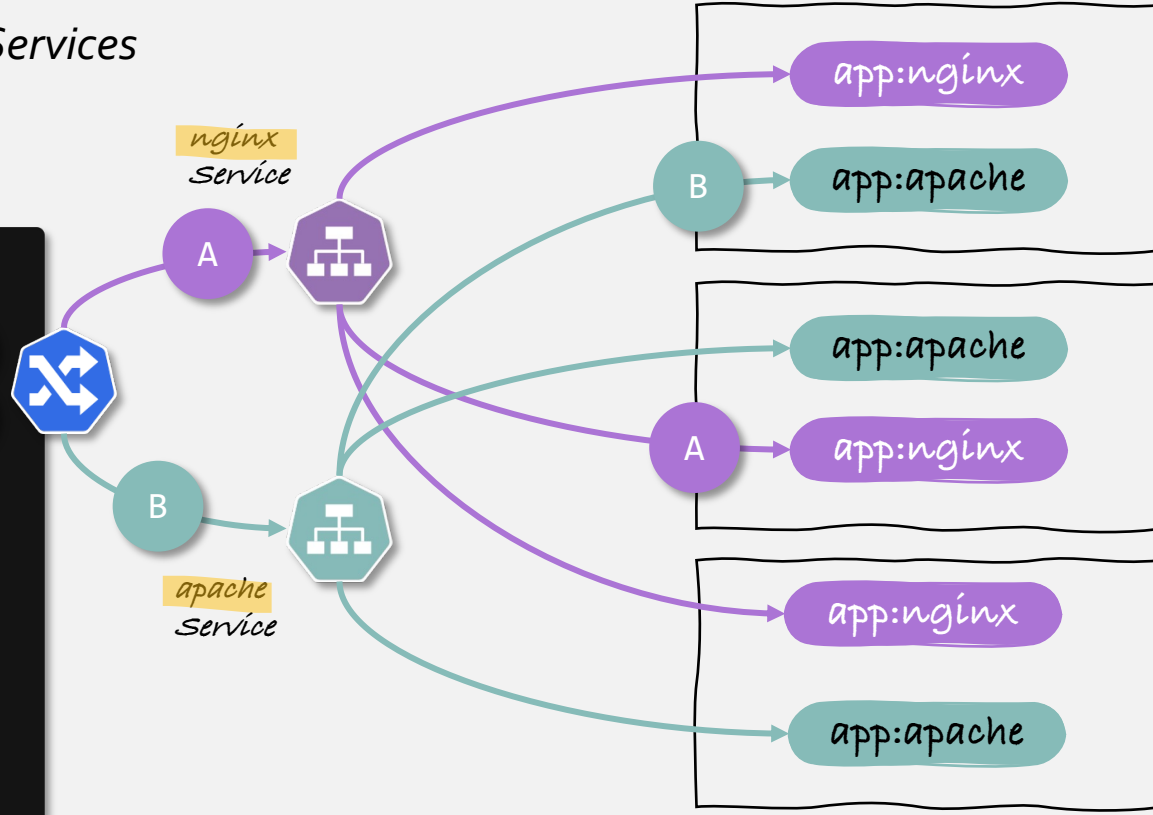 Services
nginx
Service
A
B
apache
Service
app:nginx
B
app:apache
app:apache
A
app:nginx
app:nginx
app:apache